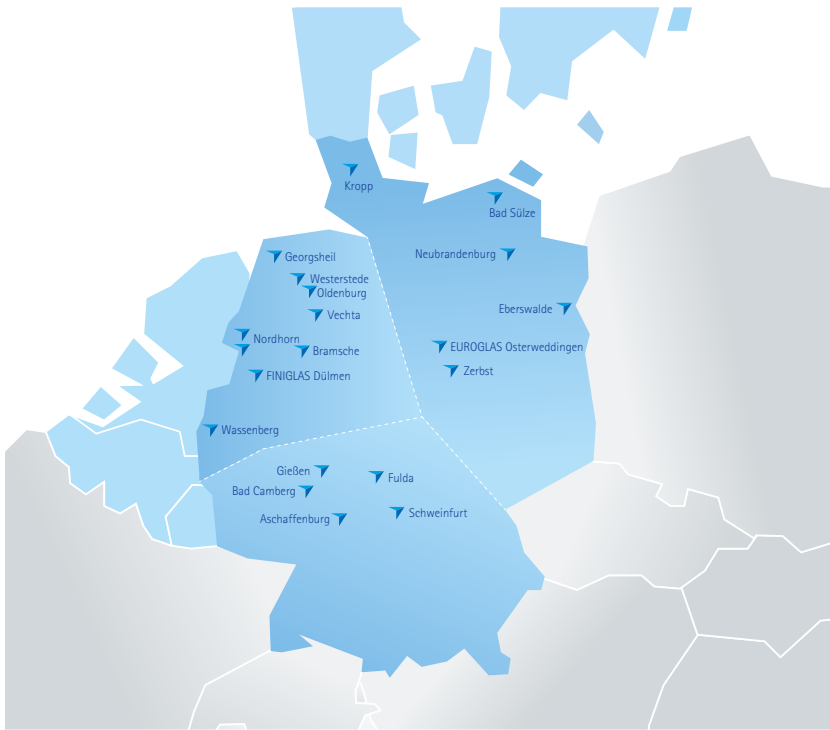 Kropp
Bad Sülze
Georgsheil
Neubrandenburg
Westerstede
Oldenburg
Eberswalde
Vechta
Nordhorn
EUROGLAS Osterweddingen
Bramsche
Zerbst
FINIGLAS Dülmen
Wassenberg
Gießen
Fulda
Bad Camberg
Schweinfurt
Aschaffenburg